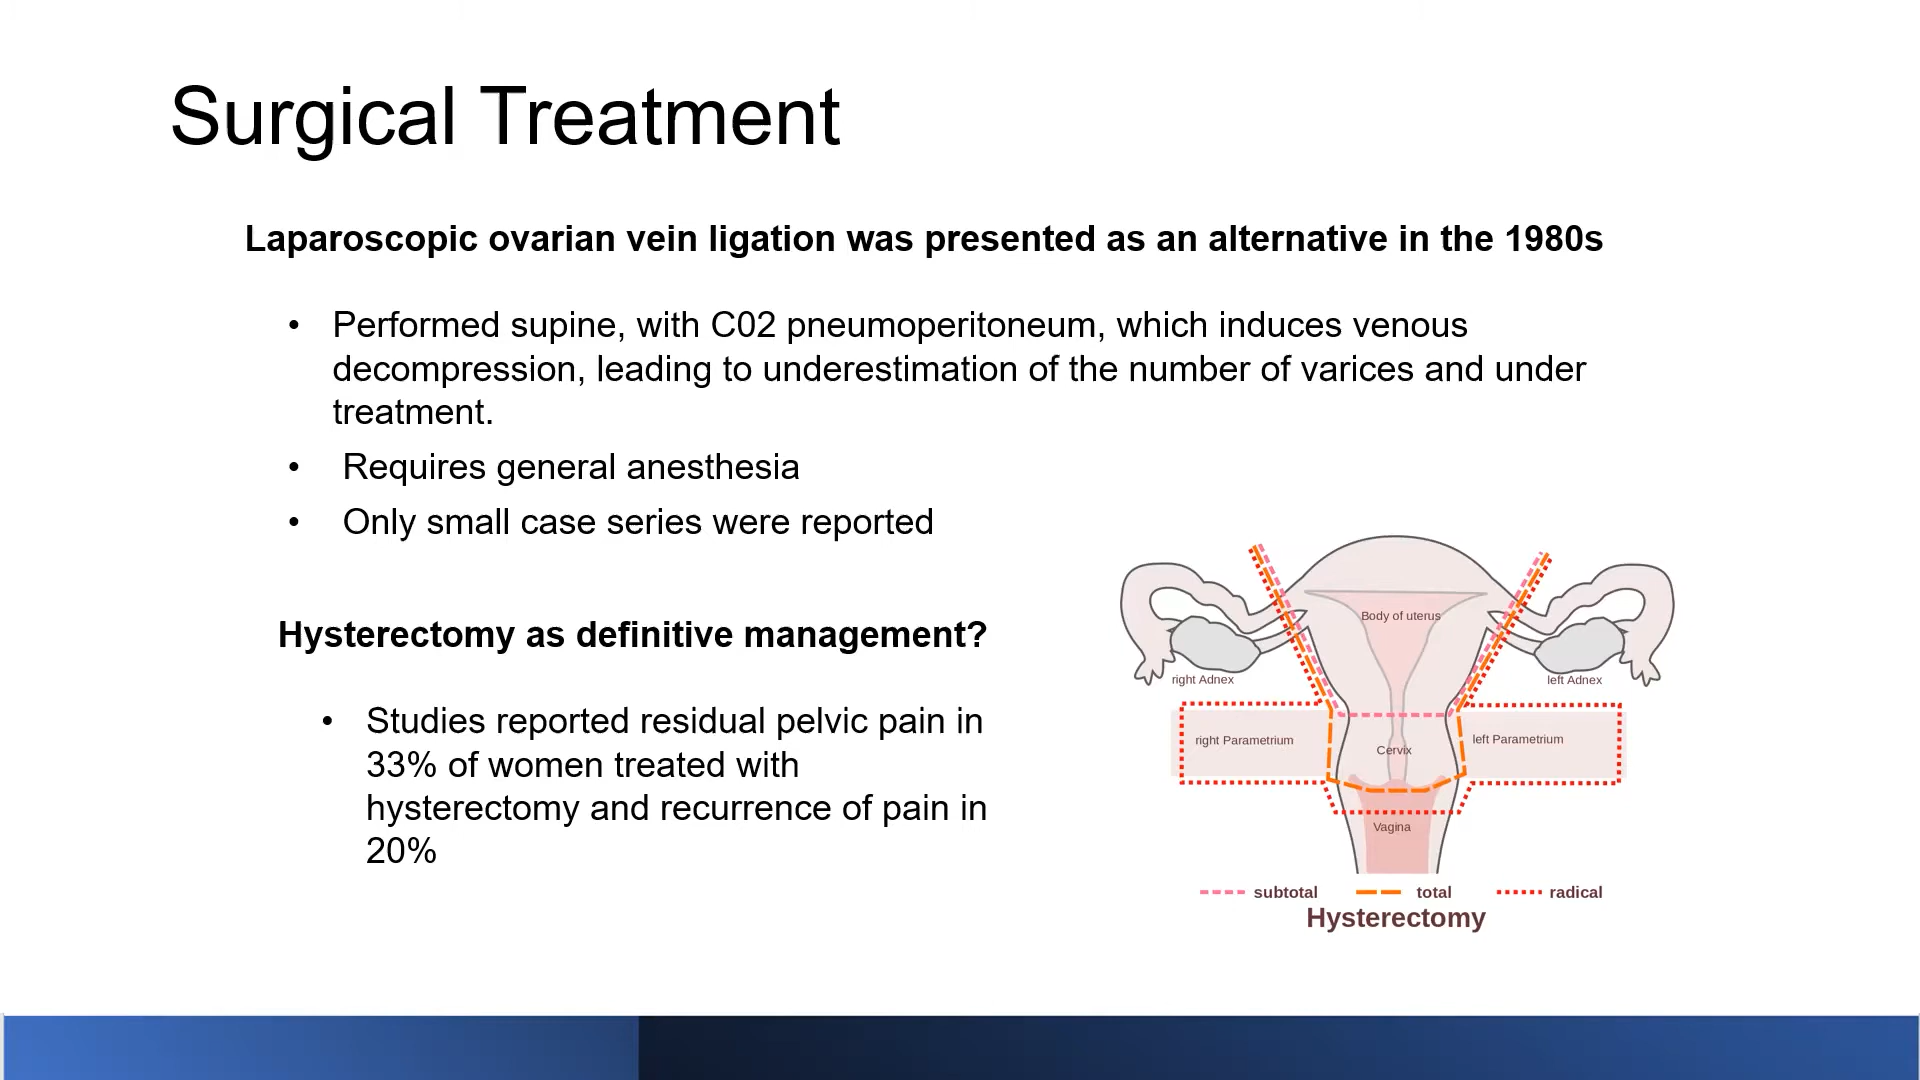 Surgical Treatment
Laparoscopic ovarian vein ligation was presented as an alternative in the 1980s
• Performed supine, with C02 pneumoperitoneum, which induces venous
decompression, leading to underestimation of the number of varices and under
treatment.
• Requires general anesthesia
• Only small case series were reported
Hysterectomy as definitive management?
• Studies reported residual pelvic pain in
33% of women treated with
hysterectomy and recurrence of pain in
20%
Body of uterus
right Adnex
left Adnex
right Parametrium
Cervix
left Parametrium
Vagina
subtotal total radical
Hysterectomy